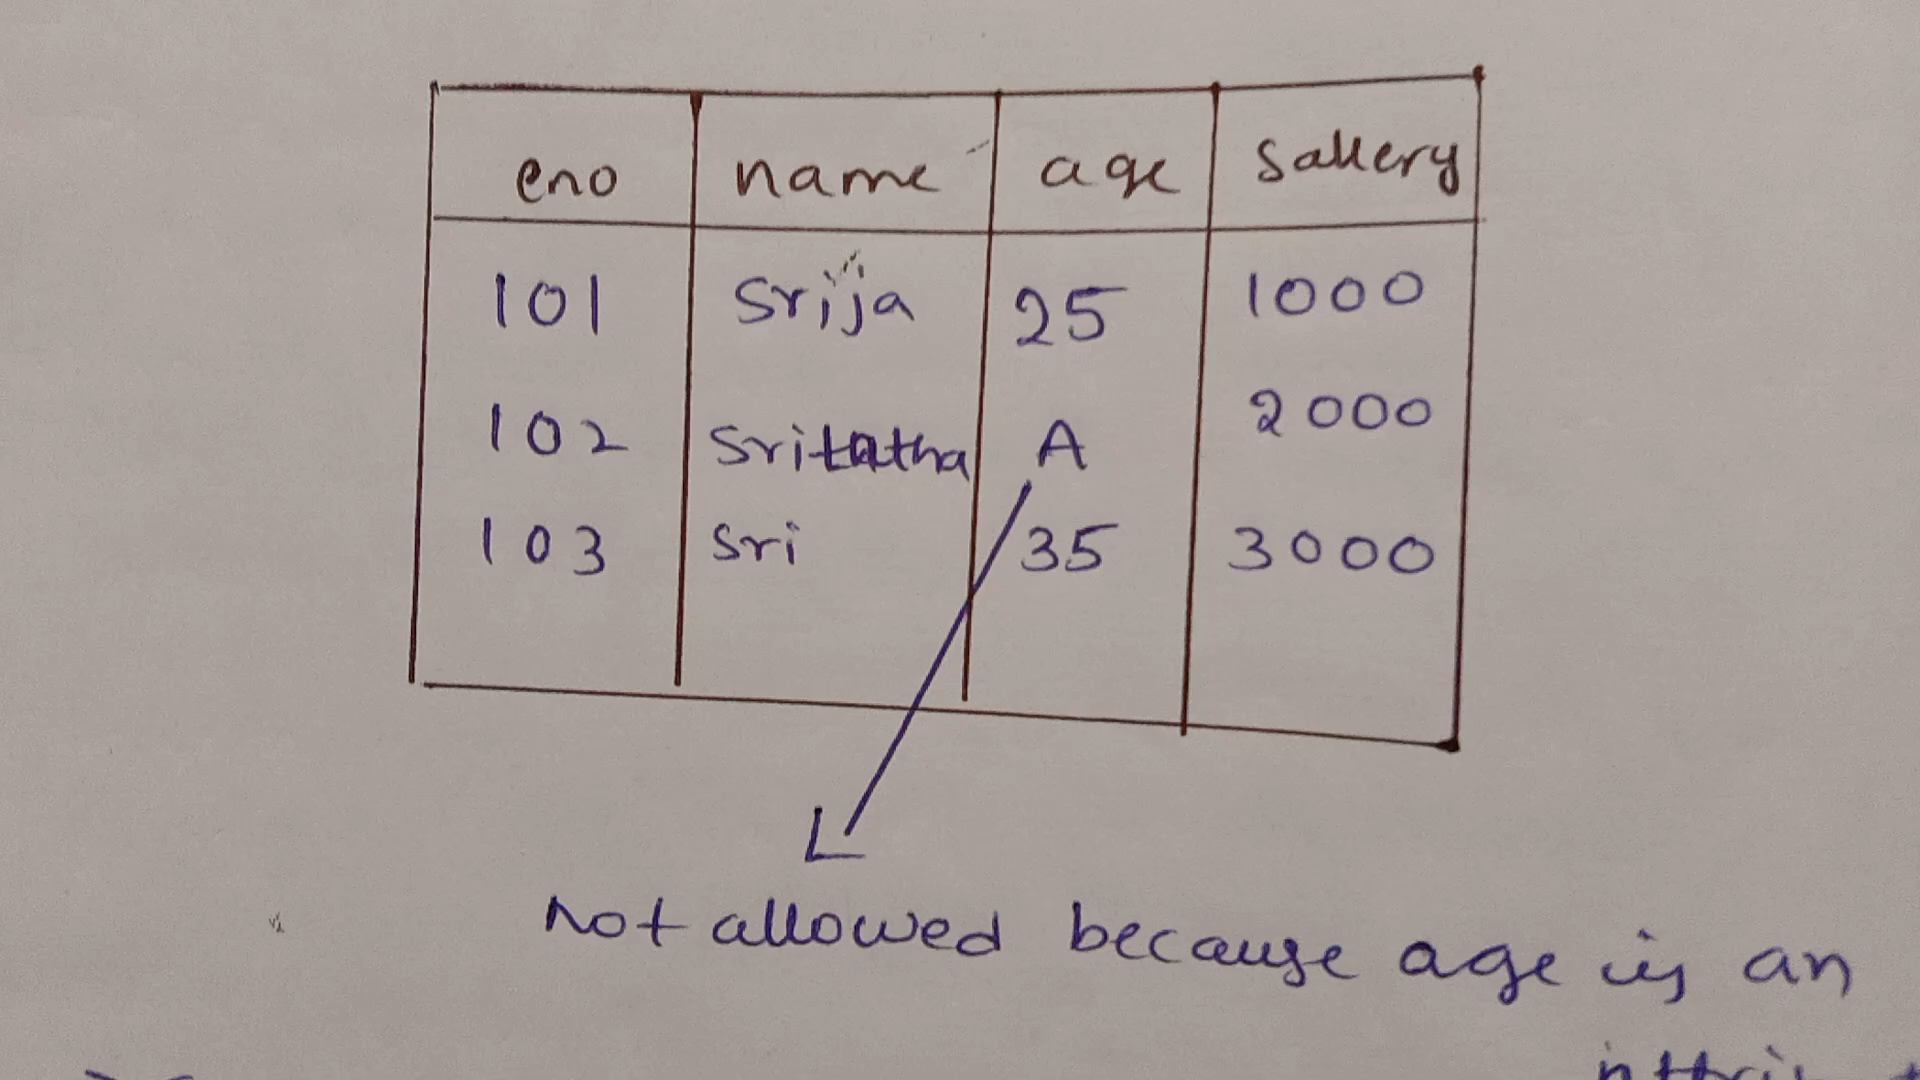 eno name age sallery
101 Srija 25 1000
102 A 2000
103 Sri 35 3000
not allowed because age is an